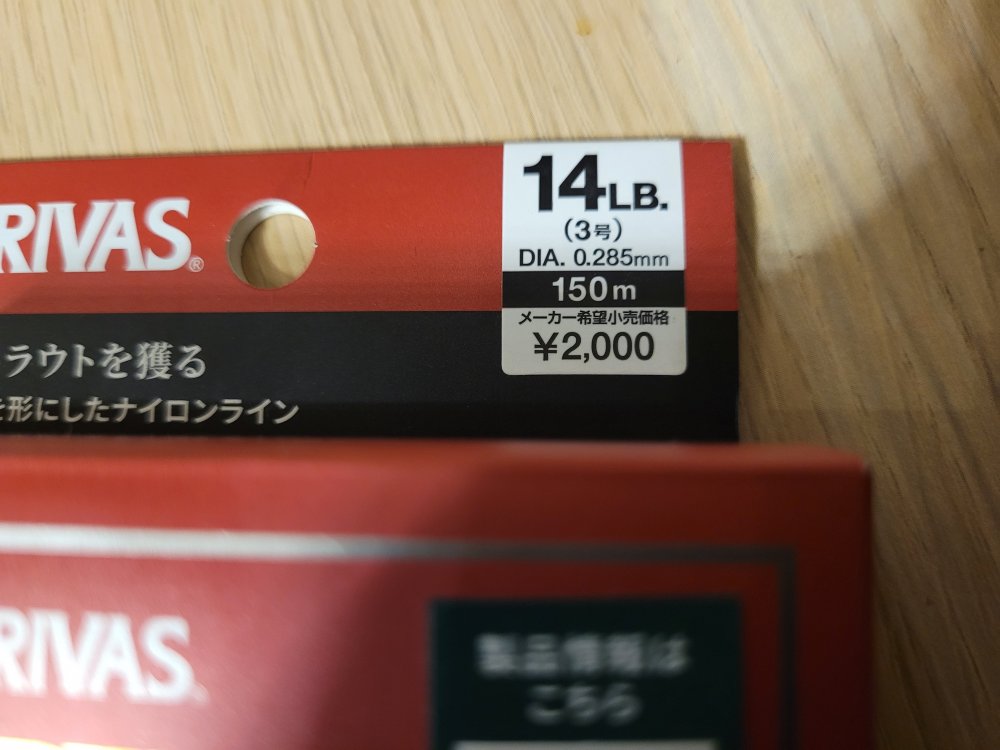 14LB.
(3号)
DIA. 0.285mm
150m
メーカー希望小売価格
¥2,000
RIVAS®
ラウトを獲る
を形にしたナイロンライン
RIVAS
製品情報は
こちら